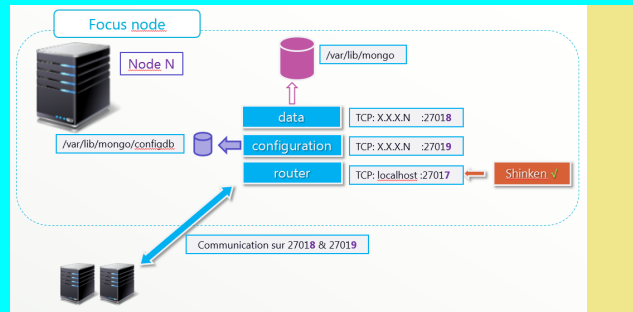 Focus node
Node N
/var/lib/mongo
data
TCP: X.X.X.N :27018
/var/lib/mongo/configdb
configuration
TCP: X.X.X.N :27019
router
TCP: localhost :27017
Shinken √
Communication sur 27018 & 27019